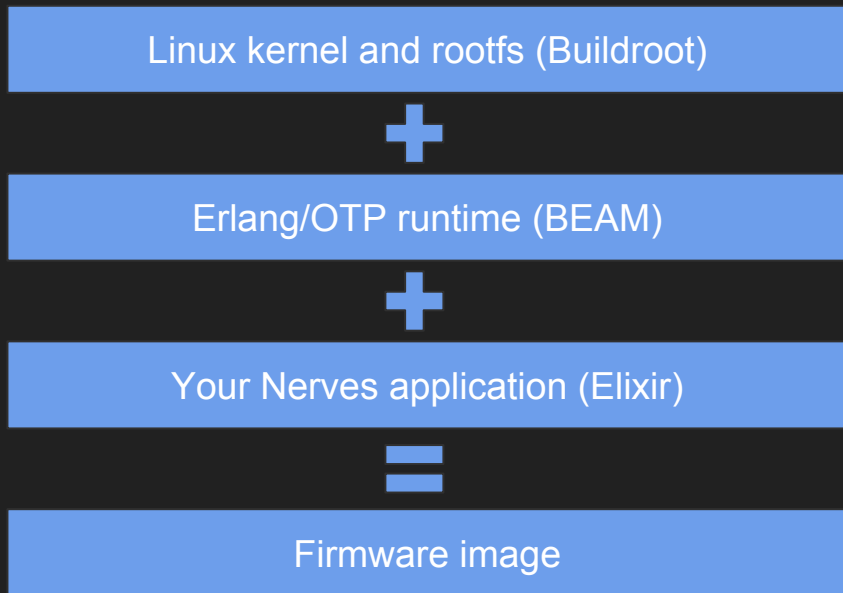 Linux kernel and rootfs (Buildroot)
+
Erlang/OTP runtime (BEAM)
+
Your Nerves application (Elixir)
=
Firmware image